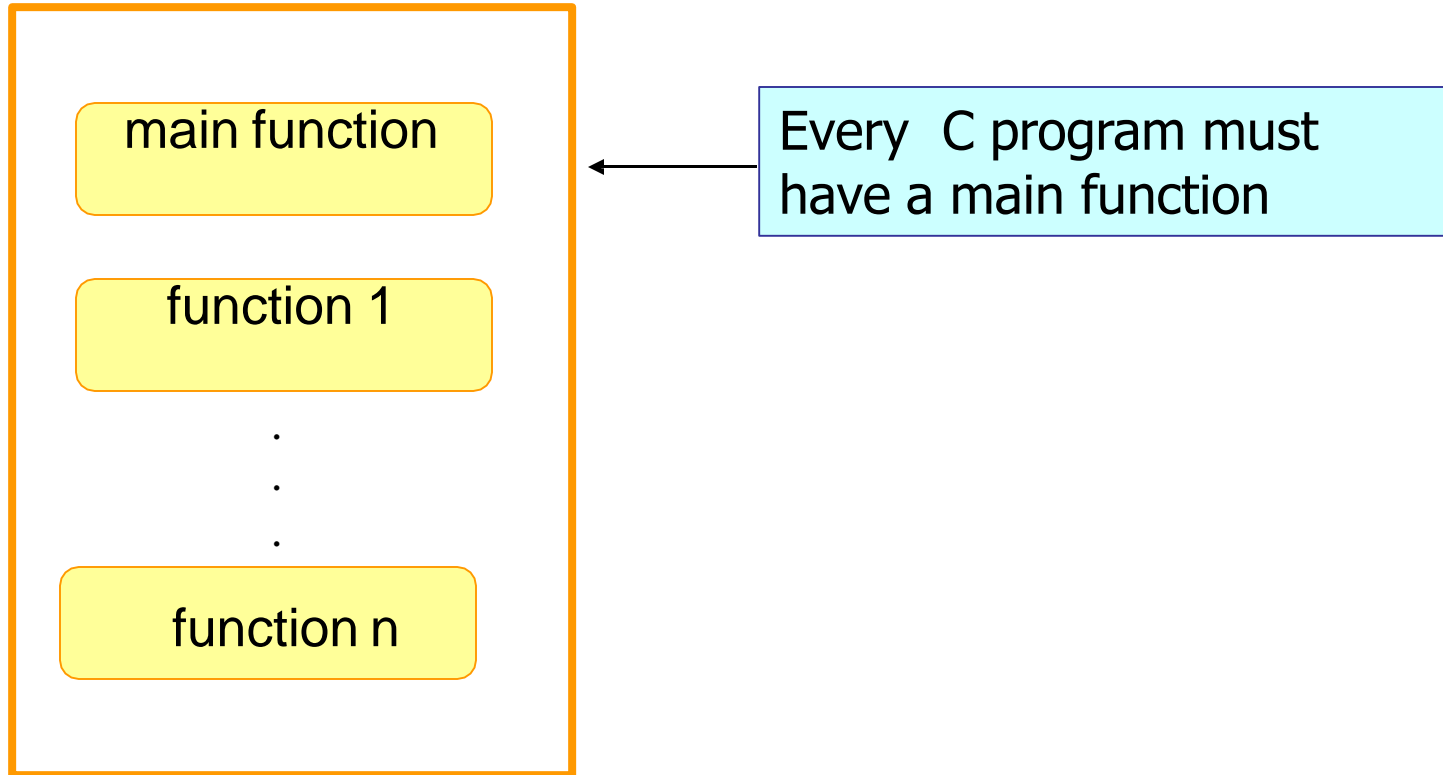 main function
Every  C program must
have a main function
function 1
.
.
.
function n